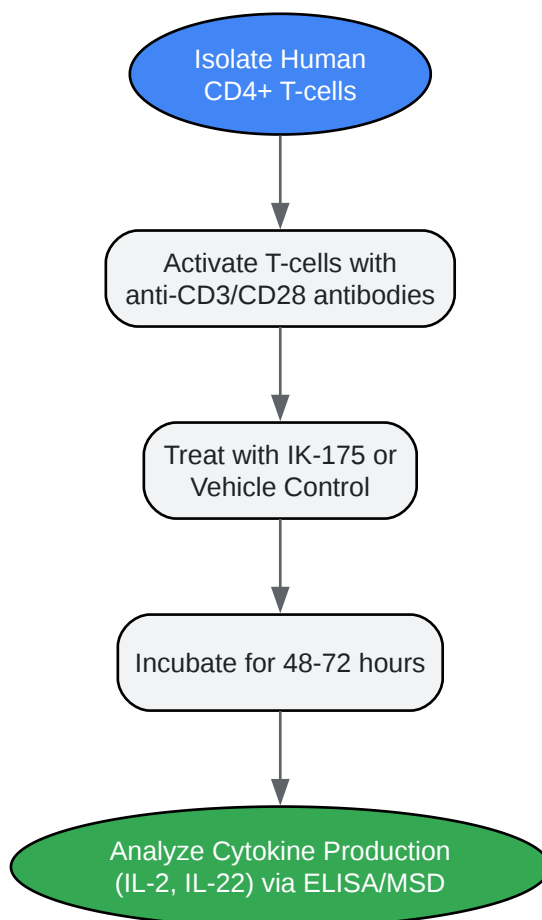 Isolate Human
CD4+ T-cells
Activate T-cells with
anti-CD3/CD28 antibodies
Treat with IK-175 or
Vehicle Control
Incubate for 48-72 hours
Analyze Cytokine Production
(IL-2, IL-22) via ELISA/MSD